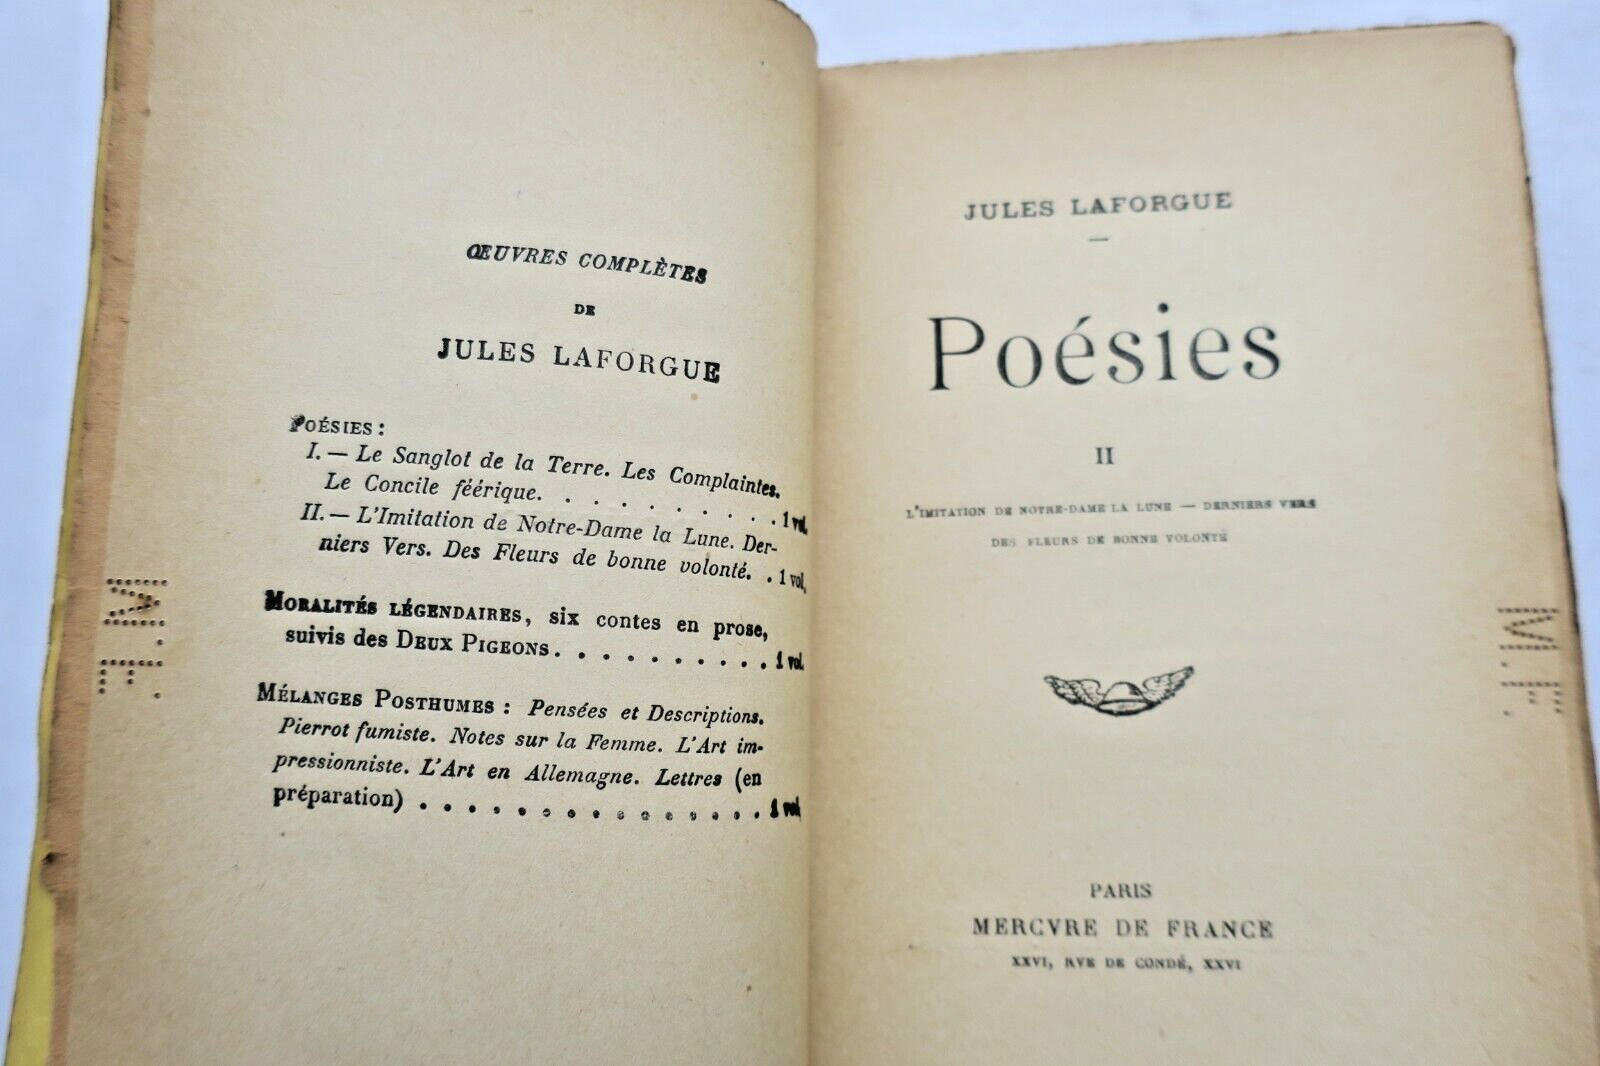 ŒUVRES COMPLÈTES
DE
JULES LAFORGUE
POÉSIES :
I. — Le Sanglot de la Terre. Les Complaintes.
Le Concile féérique. . . . . . . . . . 1 vol.
II. — L'Imitation de Notre-Dame la Lune. Der-
niers Vers. Des Fleurs de bonne volonté. . 1 vol.
MORALITÉS LÉGENDAIRES, six contes en prose,
suivis des DEUX PIGEONS. . . . . . . . . . 1 vol.
MÉLANGES POSTHUMES : Pensées et Descriptions.
Pierrot fumiste. Notes sur la Femme. L'Art im-
pressionniste. L'Art en Allemagne. Lettres (en
préparation) . . . . . . . . . . . . . . . 1 vol.
M.F.
JULES LAFORGUE
Poésies
II
L'IMITATION DE NOTRE-DAME LA LUNE — DERNIERS VERS
DES FLEURS DE BONNE VOLONTÉ
PARIS
MERCVRE DE FRANCE
XXVI, RVE DE CONDÉ, XXVI
M.F.